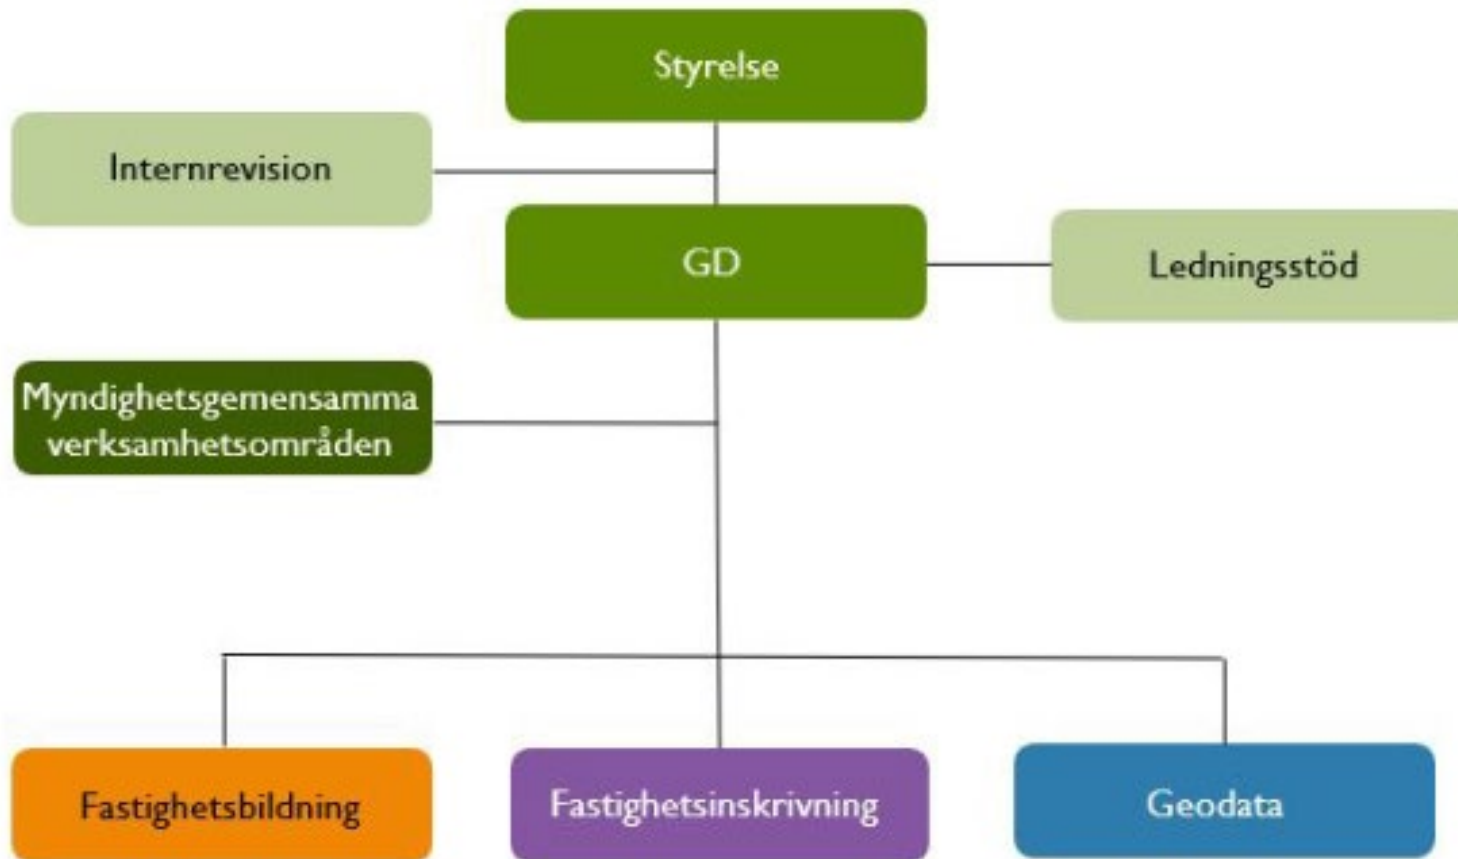 Styrelse
Internrevision
GD
Ledningsstöd
Myndighetsgemensamma
verksamhetsområden
Fastighetsbildning
Fastighetsinskrivning
Geodata